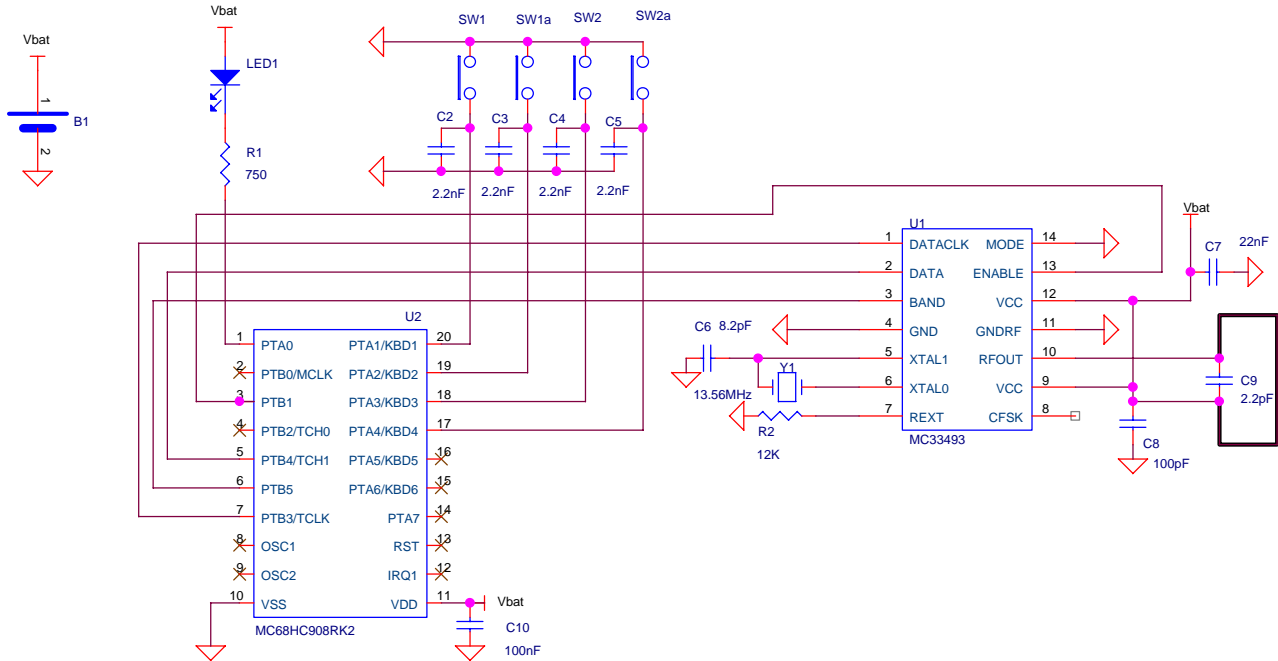 Vbat
1
B1
2
Vbat
LED1
R1
750
SW1
SW1a
SW2
SW2a
C2
C3
C4
C5
2.2nF
2.2nF
2.2nF
2.2nF
U2
1
PTA0
2
PTB0/MCLK
3
PTB1
4
PTB2/TCH0
5
PTB4/TCH1
6
PTB5
7
PTB3/TCLK
8
OSC1
9
OSC2
10
VSS
PTA1/KBD1
20
PTA2/KBD2
19
PTA3/KBD3
18
PTA4/KBD4
17
PTA5/KBD5
16
PTA6/KBD6
15
PTA7
14
RST
13
IRQ1
12
VDD
11
MC68HC908RK2
Vbat
C10
100nF
U1
1
DATACLK
2
DATA
3
BAND
4
GND
5
XTAL1
6
XTAL0
7
REXT
MODE
14
ENABLE
13
VCC
12
GNDRF
11
RFOUT
10
VCC
9
CFSK
8
MC33493
C6
8.2pF
Y1
13.56MHz
R2
12K
Vbat
C7
22nF
C9
2.2pF
C8
100pF